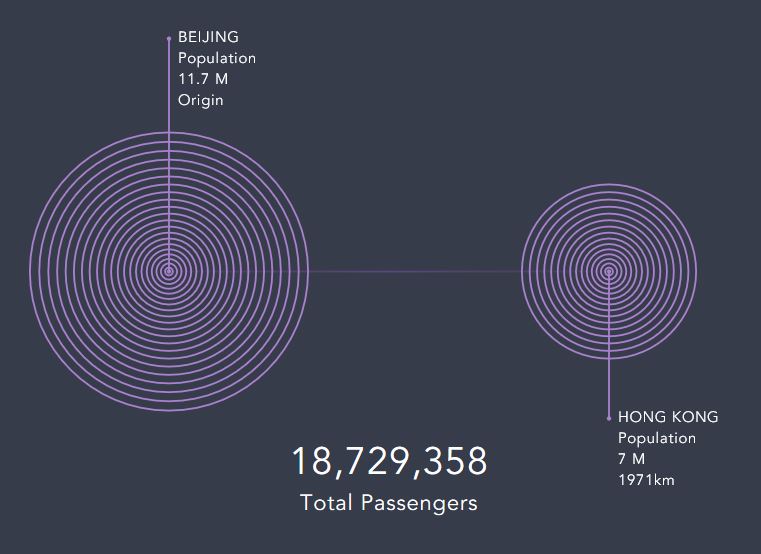 BEIJING
Population
11.7 M
Origin
HONG KONG
Population
7 M
1971km
18,729,358
Total Passengers